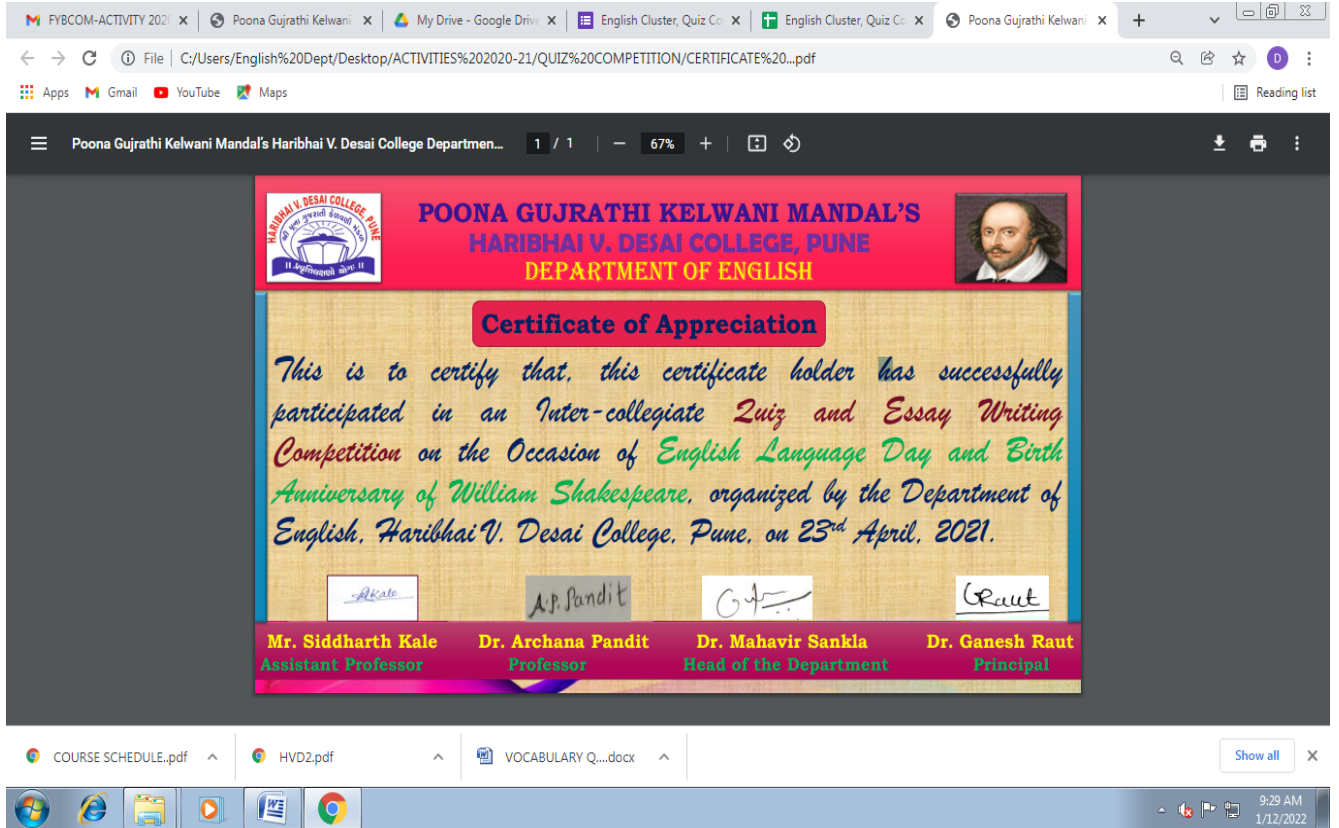 FYBCOM-ACTIVITY 202
Poona Gujrathi Kelwani
My Drive - Google Drive
English Cluster, Quiz Co
English Cluster, Quiz Co
Poona Gujrathi Kelwani
File | C:/Users/English%20Dept/Desktop/ACTIVITIES%202020-21/QUIZ%20COMPETITION/CERTIFICATE%20...pdf
D
Apps Gmail YouTube Maps Reading list
Poona Gujrathi Kelwani Mandal's Haribhai V. Desai College Departmen... 1 / 1 67%
HARIBHAI V. DESAI COLLEGE, PUNE
POONA GUJRATHI KELWANI MANDAL'S
HARIBHAI V. DESAI COLLEGE, PUNE
DEPARTMENT OF ENGLISH
Certificate of Appreciation
This is to certify that, this certificate holder has successfully
participated in an Inter-collegiate Quiz and Essay Writing
Competition on the Occasion of English Language Day and Birth
Anniversary of William Shakespeare, organized by the Department of
English, Haribhai V. Desai College, Pune, on 23rd April, 2021.
SKale A.P. Pandit GRaut
Mr. Siddharth Kale Dr. Archana Pandit Dr. Mahavir Sankla Dr. Ganesh Raut
Assistant Professor Professor Head of the Department Principal
COURSE SCHEDULE..pdf HVD2.pdf VOCABULARY Q....docx Show all
9:29 AM
1/12/2022